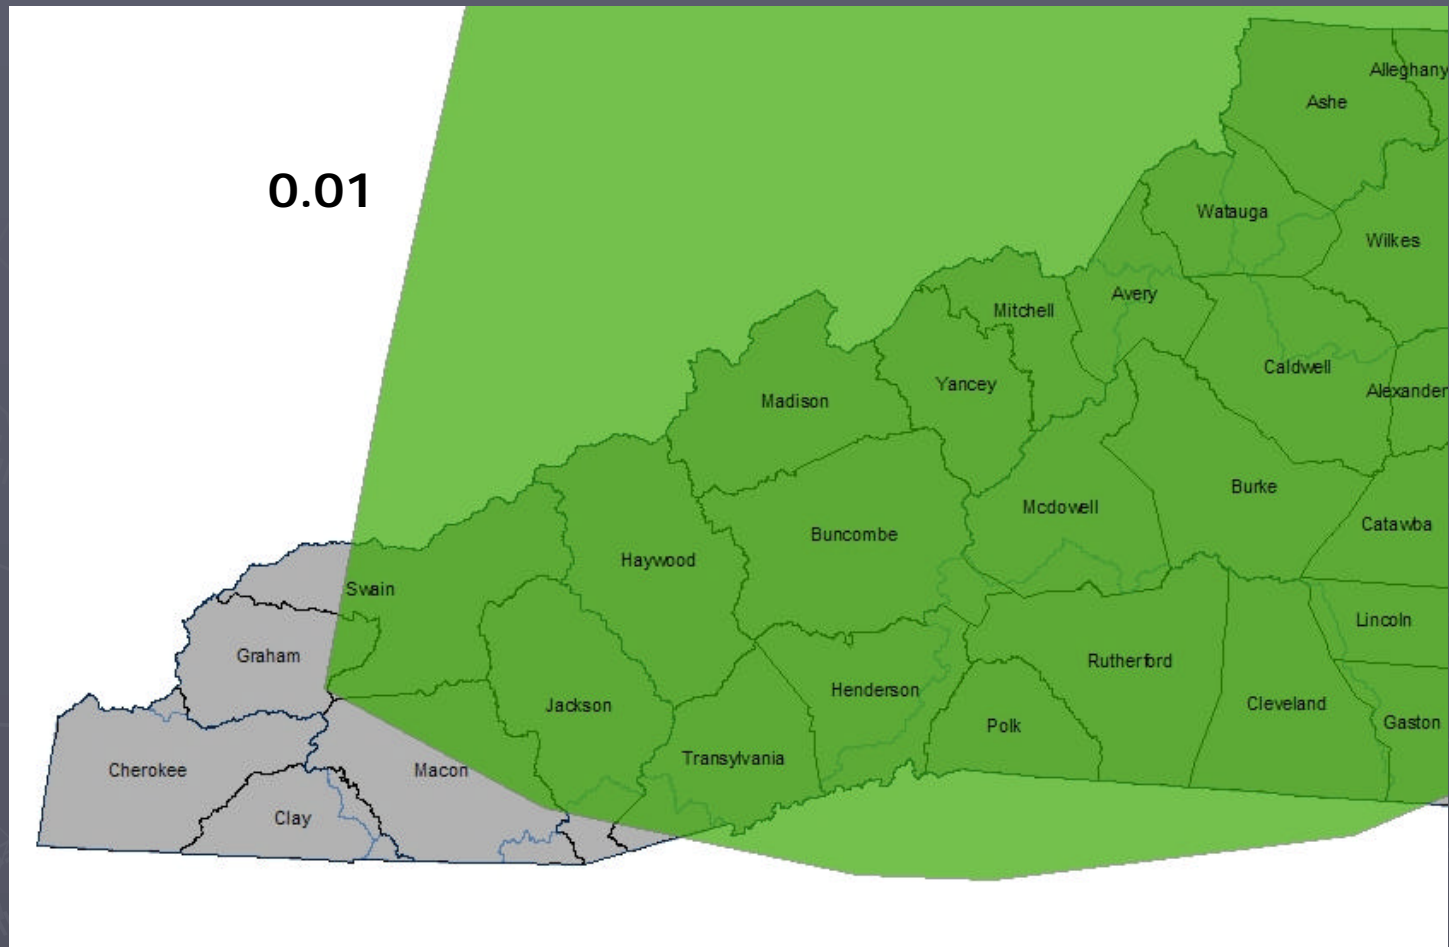 Alleghany
Ashe
0.01
Watauga
Wilkes
Avery
Mitchell
Caldwell
Yancey
Alexander
Madison
Burke
Mcdowell
Catawba
Buncombe
Haywood
Swain
Lincoln
Graham
Rutherford
Henderson
Cleveland
Jackson
Gaston
Polk
Transylvania
Cherokee
Macon
Clay